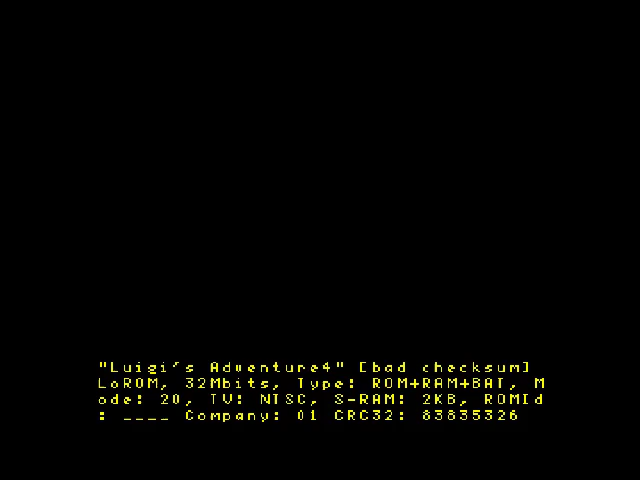 "Luigi's Adventure4" [bad checksum]
LoROM, 32Mbits, Type: ROM+RAM+BAT, M
ode: 20, TV: NTSC, S-RAM: 2KB, ROMId
: ____ Company: 01 CRC32: 83835326